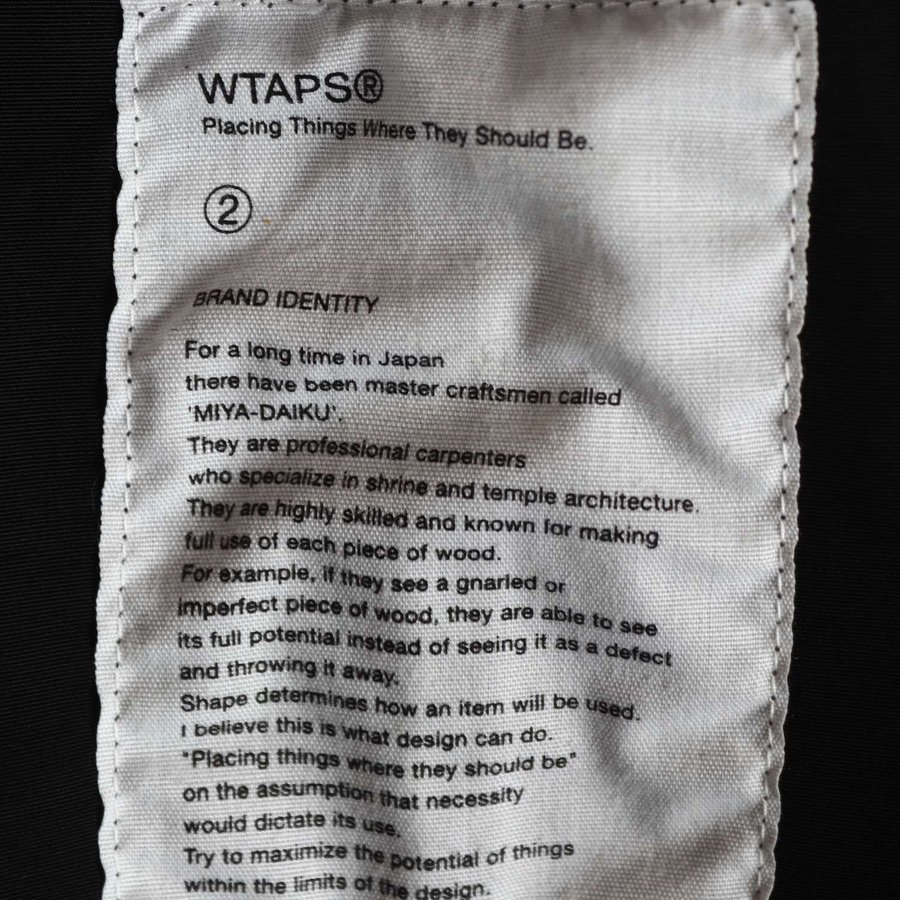 WTAPS®
Placing Things Where They Should Be.
②
BRAND IDENTITY
For a long time in Japan
there have been master craftsmen called
'MIYA-DAIKU'.
They are professional carpenters
who specialize in shrine and temple architecture.
They are highly skilled and known for making
full use of each piece of wood.
For example, if they see a gnarled or
imperfect piece of wood, they are able to see
its full potential instead of seeing it as a defect
and throwing it away.
Shape determines how an item will be used.
I believe this is what design can do.
"Placing things where they should be"
on the assumption that necessity
would dictate its use.
Try to maximize the potential of things
within the limits of the design.